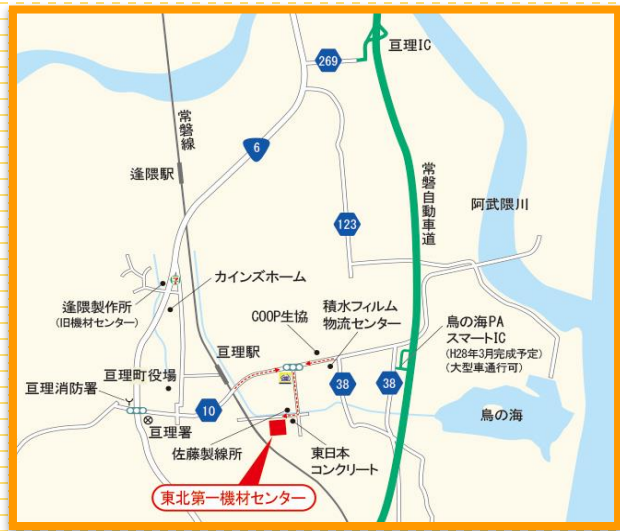 亘理IC
269
常磐線
6
逢隈駅
常磐自動車道
阿武隈川
123
カインズホーム
逢隈製作所
(旧機材センター)
COOP生協
積水フィルム
物流センター
鳥の海PA
スマートIC
(H28年3月完成予定)
(大型車通行可)
亘理駅
亘理町役場
38
38
亘理消防署
10
鳥の海
亘理署
佐藤製線所
東日本
コンクリート
東北第一機材センター